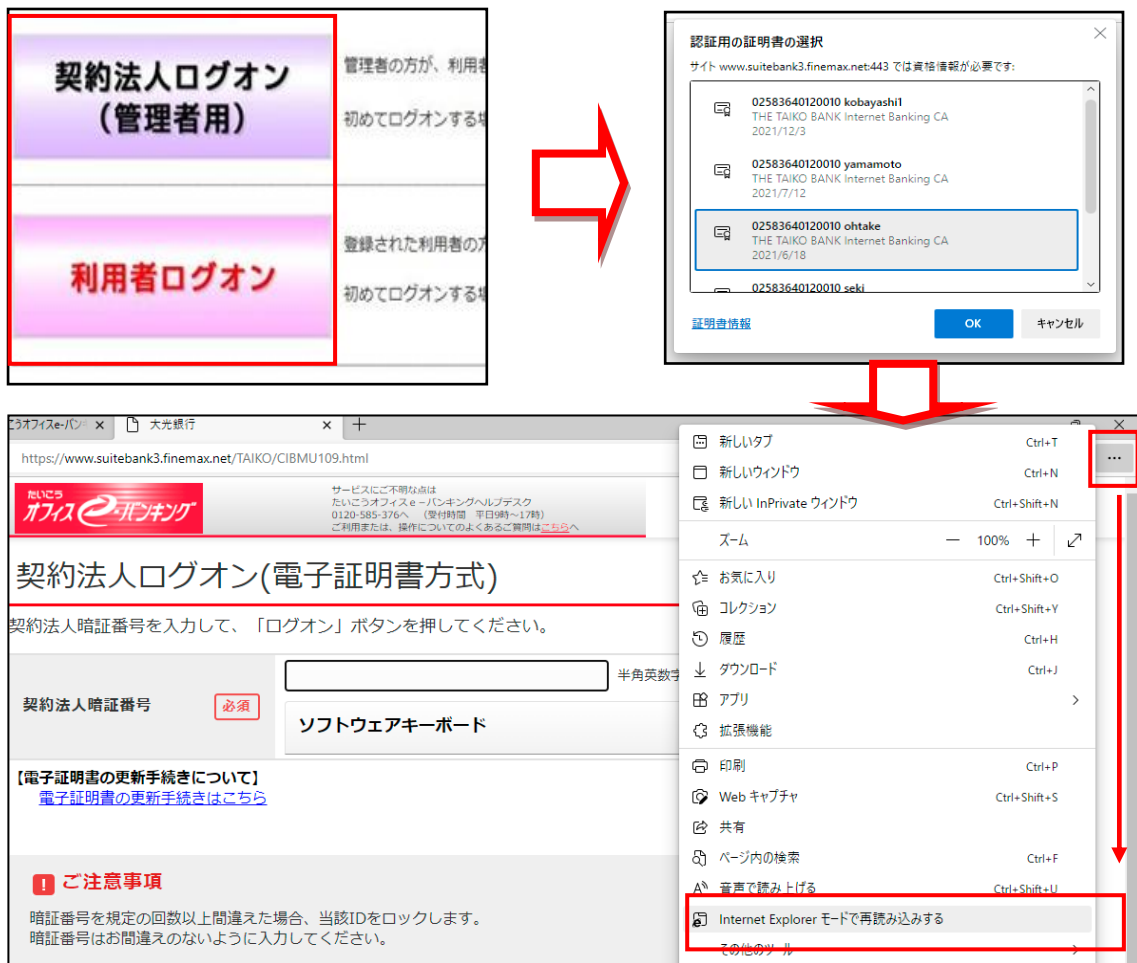 契約法人ログオン
（管理者用）
管理者の方が、利用者
初めてログオンする場
利用者ログオン
登録された利用者の方
初めてログオンする場
認証用の証明書の選択
サイト www.suitebank3.finemax.net:443 では資格情報が必要です:
02583640120010 kobayashi1
THE TAIKO BANK Internet Banking CA
2021/12/3
02583640120010 yamamoto
THE TAIKO BANK Internet Banking CA
2021/7/12
02583640120010 ohtake
THE TAIKO BANK Internet Banking CA
2021/6/18
02583640120010 seki
証明書情報
OK
キャンセル
こうオフィスe-バン
大光銀行
https://www.suitebank3.finemax.net/TAIKO/CIBMU109.html
たいこう
オフィスe-バンキング
サービスにご不明な点は
たいこうオフィスｅ－バンキングヘルプデスク
0120-585-376へ （受付時間 平日9時～17時）
ご利用または、操作についてのよくあるご質問はこちらへ
契約法人ログオン(電子証明書方式)
契約法人暗証番号を入力して、「ログオン」ボタンを押してください。
契約法人暗証番号
必須
半角英数字
ソフトウェアキーボード
【電子証明書の更新手続きについて】
電子証明書の更新手続きはこちら
ご注意事項
暗証番号を規定の回数以上間違えた場合、当該IDをロックします。
暗証番号はお間違えのないように入力してください。
新しいタブ Ctrl+T
新しいウィンドウ Ctrl+N
新しい InPrivate ウィンドウ Ctrl+Shift+N
ズーム — 100% +
お気に入り Ctrl+Shift+O
コレクション Ctrl+Shift+Y
履歴 Ctrl+H
ダウンロード Ctrl+J
アプリ
拡張機能
印刷 Ctrl+P
Web キャプチャ Ctrl+Shift+S
共有
ページ内の検索 Ctrl+F
音声で読み上げる Ctrl+Shift+U
Internet Explorer モードで再読み込みする
その他のツール